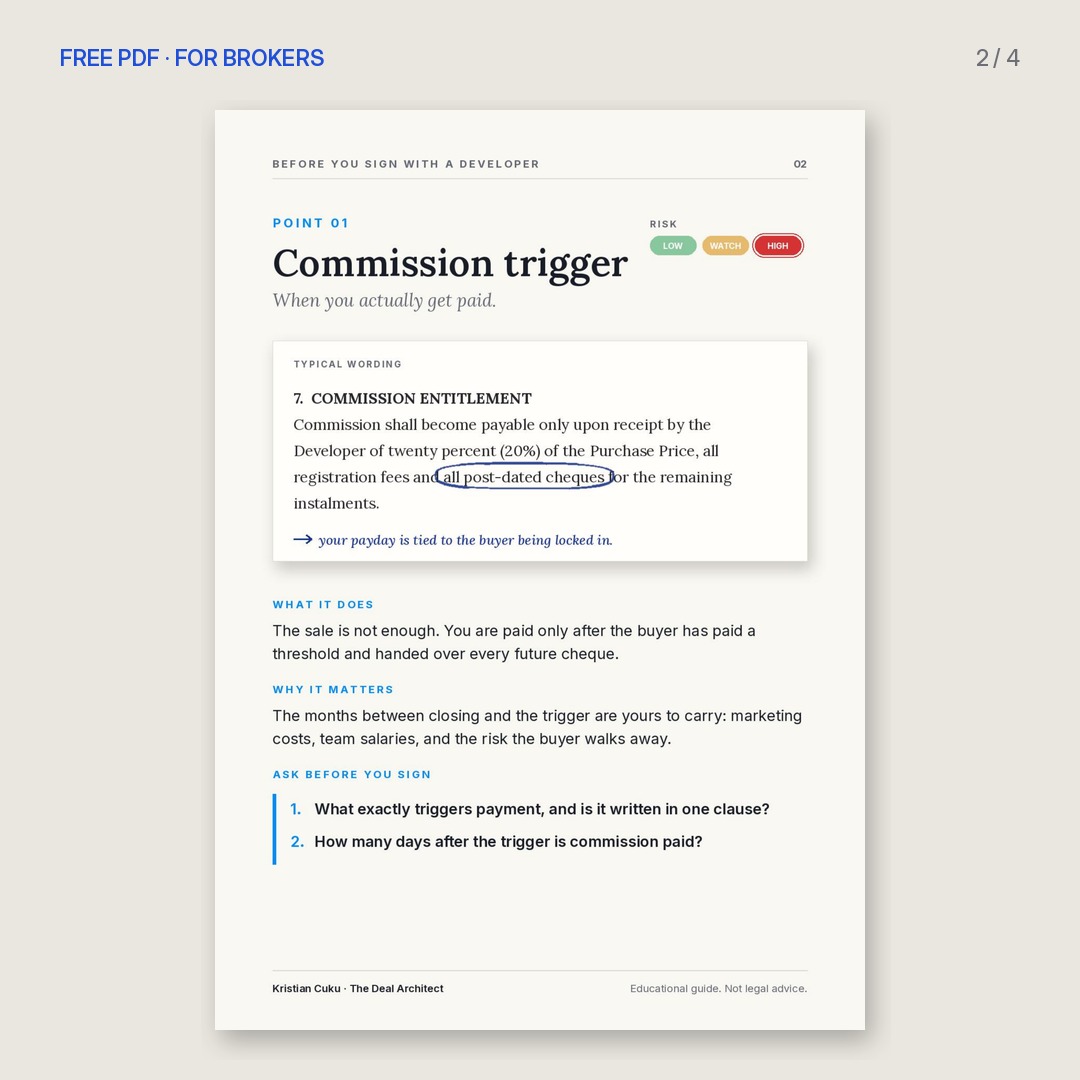 FREE PDF · FOR BROKERS
2 / 4
BEFORE YOU SIGN WITH A DEVELOPER
02
POINT 01
RISK
LOW
WATCH
HIGH
Commission trigger
When you actually get paid.
TYPICAL WORDING
7. COMMISSION ENTITLEMENT
Commission shall become payable only upon receipt by the
Developer of twenty percent (20%) of the Purchase Price, all
registration fees and all post-dated cheques for the remaining
instalments.
→ your payday is tied to the buyer being locked in.
WHAT IT DOES
The sale is not enough. You are paid only after the buyer has paid a
threshold and handed over every future cheque.
WHY IT MATTERS
The months between closing and the trigger are yours to carry: marketing
costs, team salaries, and the risk the buyer walks away.
ASK BEFORE YOU SIGN
1. What exactly triggers payment, and is it written in one clause?
2. How many days after the trigger is commission paid?
Kristian Cuku · The Deal Architect
Educational guide. Not legal advice.